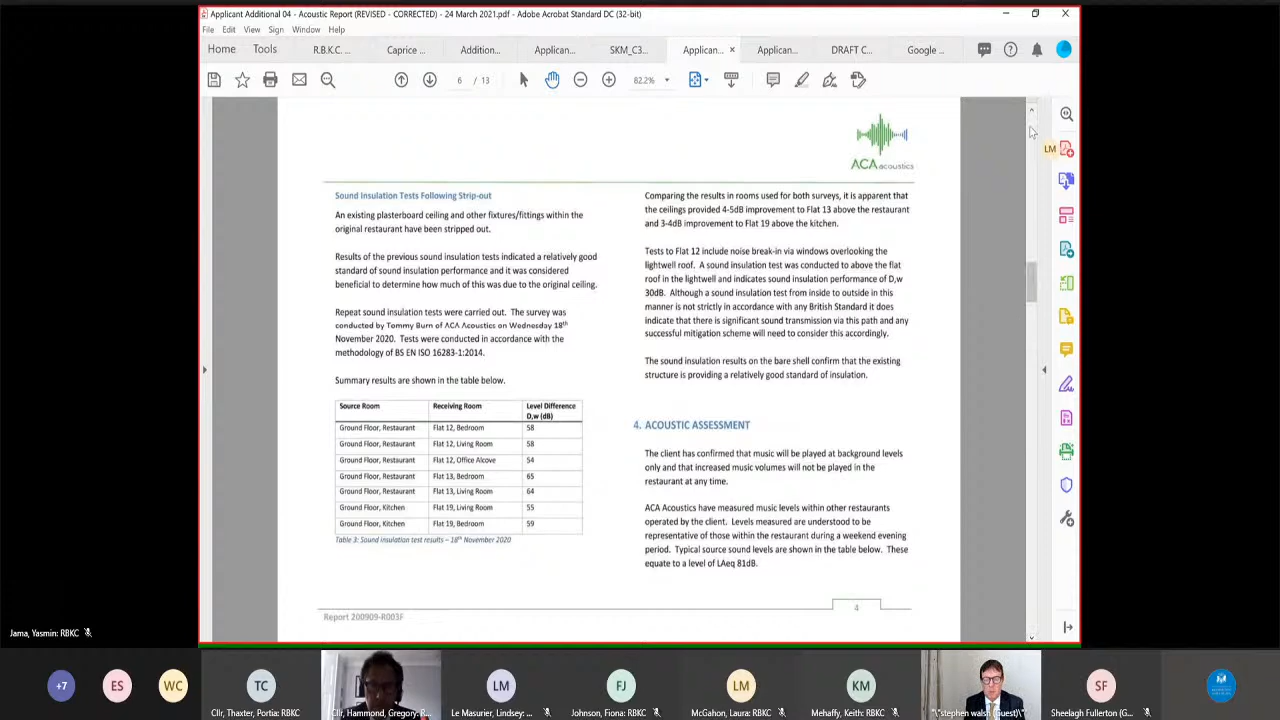 Applicant Additional 04 - Acoustic Report (REVISED - CORRECTED) - 24 March 2021.pdf - Adobe Acrobat Standard DC (32-bit)
File Edit View Sign Window Help
Home Tools R.B.K.C. ... Caprice ... Addition... Applican... SKM_C3... Applican... × Applican... DRAFT C... Google ...
6 / 13 82.2%
ACA acoustics
LM
Sound Insulation Tests Following Strip-out
An existing plasterboard ceiling and other fixtures/fittings within the
original restaurant have been stripped out.
Results of the previous sound insulation tests indicated a relatively good
standard of sound insulation performance and it was considered
beneficial to determine how much of this was due to the original ceiling.
Repeat sound insulation tests were carried out. The survey was
conducted by Tommy Burn of ACA Acoustics on Wednesday 18th
November 2020. Tests were conducted in accordance with the
methodology of BS EN ISO 16283-1:2014.
Summary results are shown in the table below.
Source Room Receiving Room Level Difference
D,w (dB)
Ground Floor, Restaurant Flat 12, Bedroom 58
Ground Floor, Restaurant Flat 12, Living Room 58
Ground Floor, Restaurant Flat 12, Office Alcove 54
Ground Floor, Restaurant Flat 13, Bedroom 65
Ground Floor, Restaurant Flat 13, Living Room 64
Ground Floor, Kitchen Flat 19, Living Room 55
Ground Floor, Kitchen Flat 19, Bedroom 59
Table 3: Sound insulation test results – 18th November 2020
Comparing the results in rooms used for both surveys, it is apparent that
the ceilings provided 4-5dB improvement to Flat 13 above the restaurant
and 3-4dB improvement to Flat 19 above the kitchen.
Tests to Flat 12 include noise break-in via windows overlooking the
lightwell roof. A sound insulation test was conducted to above the flat
roof in the lightwell and indicates sound insulation performance of D,w
30dB. Although a sound insulation test from inside to outside in this
manner is not strictly in accordance with any British Standard it does
indicate that there is significant sound transmission via this path and any
successful mitigation scheme will need to consider this accordingly.
The sound insulation results on the bare shell confirm that the existing
structure is providing a relatively good standard of insulation.
4. ACOUSTIC ASSESSMENT
The client has confirmed that music will be played at background levels
only and that increased music volumes will not be played in the
restaurant at any time.
ACA Acoustics have measured music levels within other restaurants
operated by the client. Levels measured are understood to be
representative of those within the restaurant during a weekend evening
period. Typical source sound levels are shown in the table below. These
equate to a level of LAeq 81dB.
4
Report 200909-R003F
Jama, Yasmin: RBKC
+7 ES WC TC LM FJ LM KM SF
Cllr, Thaxter, Portia: RBKC Cllr, Hammond, Gregory: R... Le Masurier, Lindsey: ... Johnson, Fiona: RBKC McGahon, Laura: RBKC Mehaffy, Keith: RBKC "\"stephen walsh (Guest)\"... Sheelagh Fullerton (G...